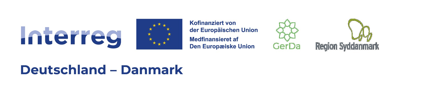 Interreg
Kofinanziert von
der Europäischen Union
Medfinansieret af
Den Europæiske Union
GerDa
Region Syddanmark
Deutschland – Danmark